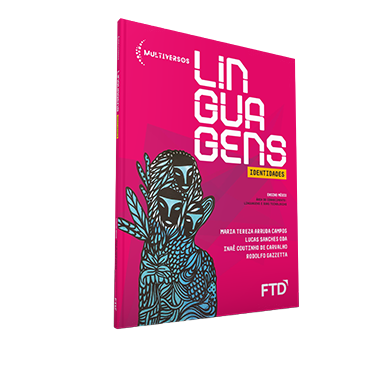 MULTIVERSOS
LiN
GUA
GENS
IDENTIDADES
ENSINO MÉDIO
MARIA TEREZA ARRUDA CAMPOS
LUCAS SANCHES ODA
INAÊ COUTINHO DE CARVALHO
RODOLFO GAZZETTA
FTD